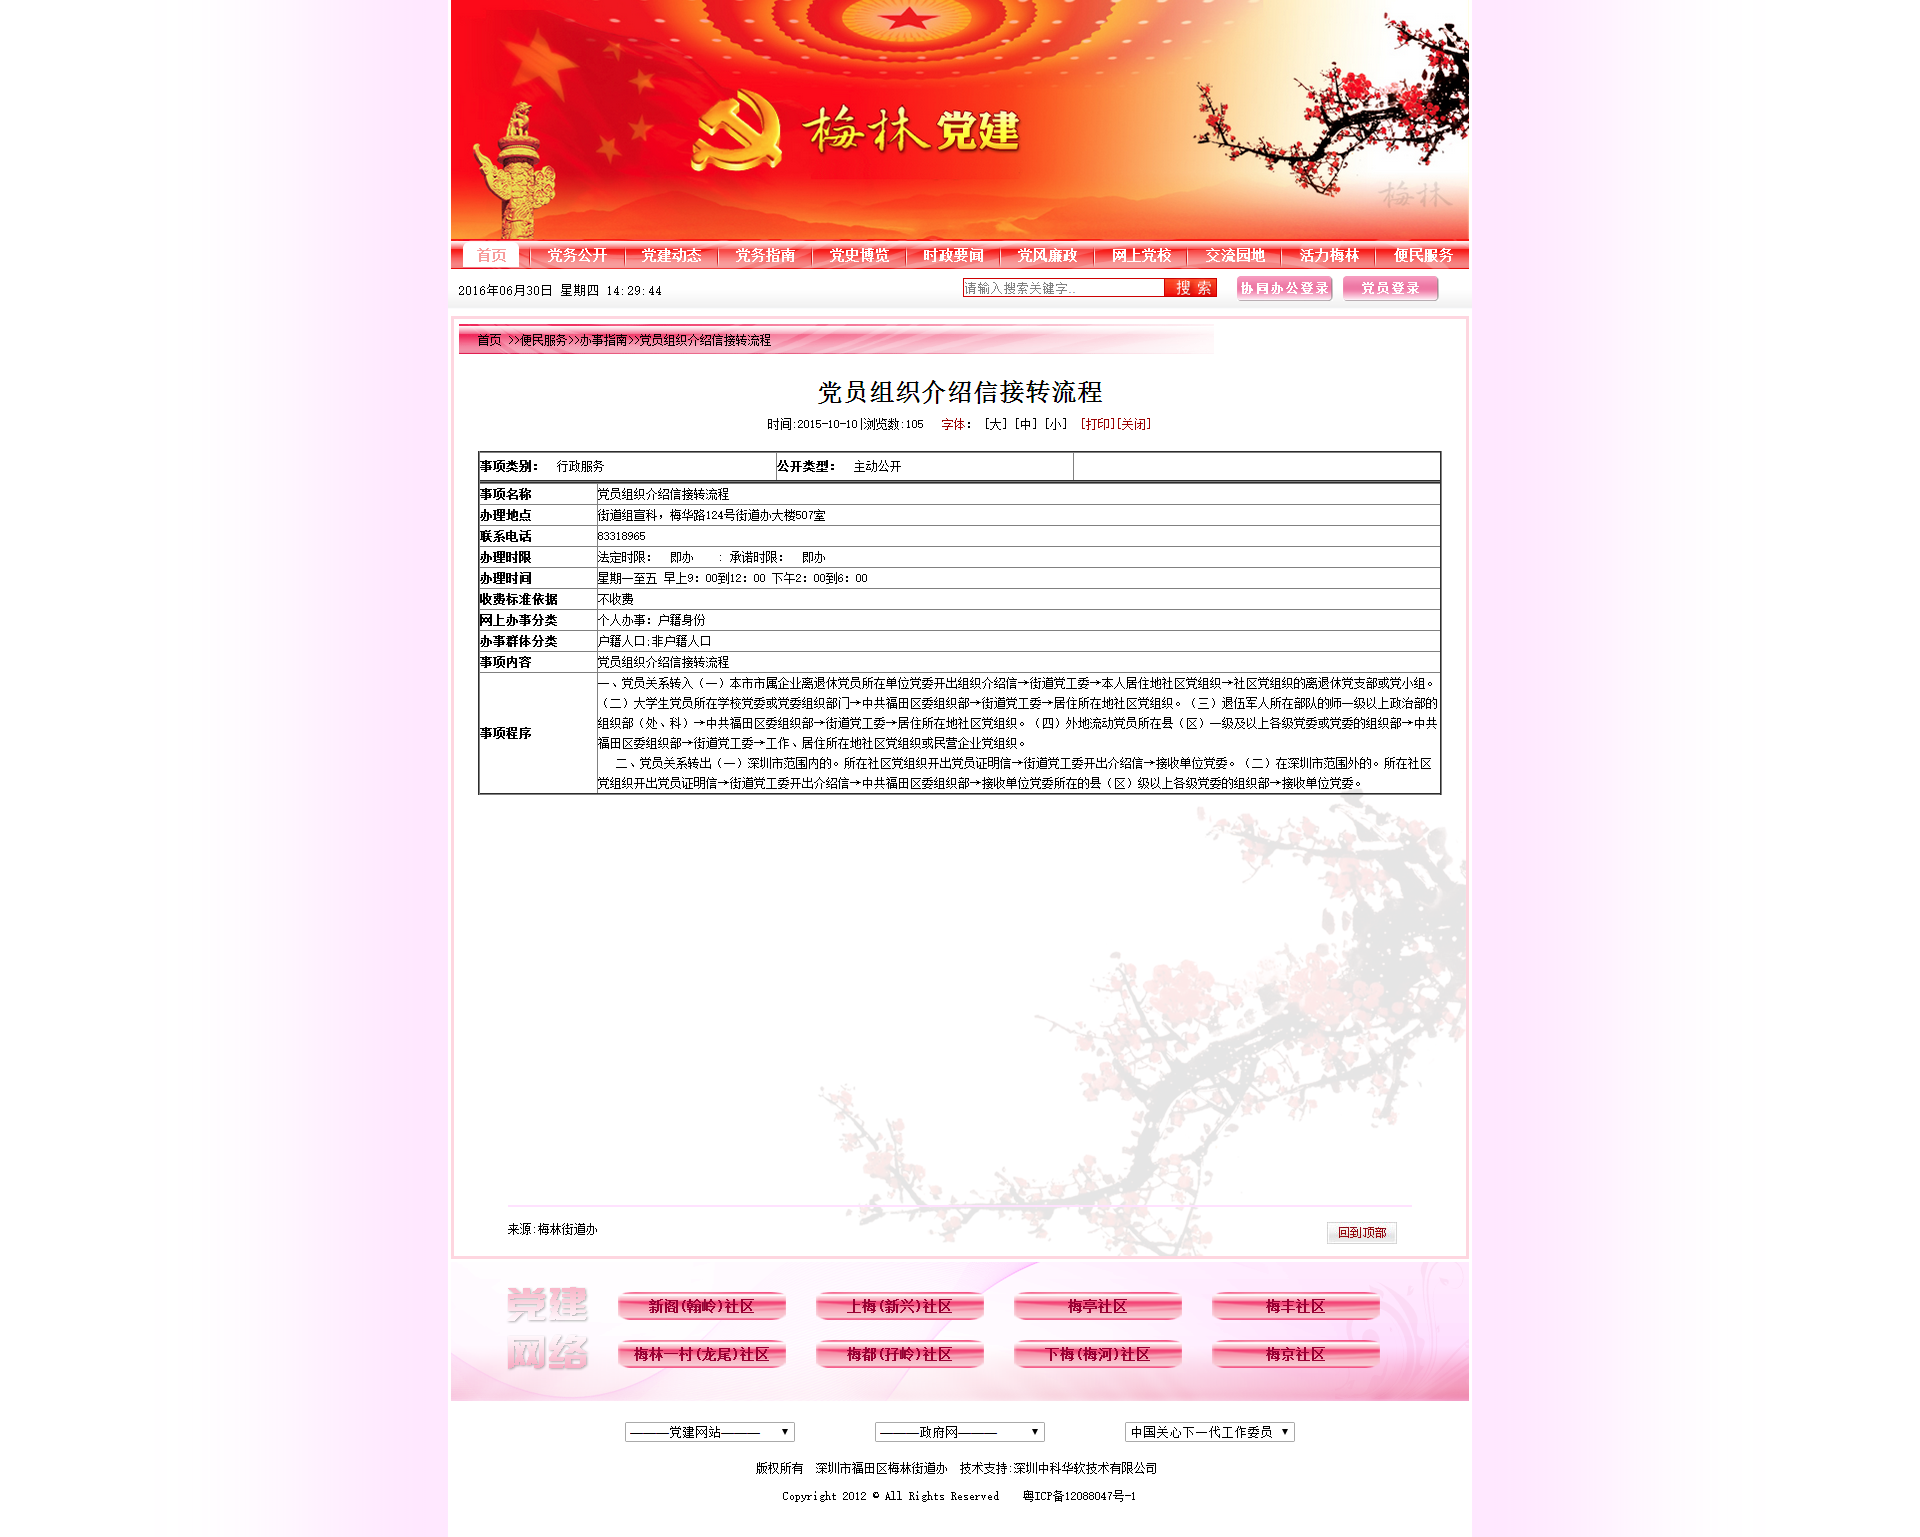 梅林党建
梅林
首页 党务公开 党建动态 党务指南 党史博览 时政要闻 党风廉政 网上党校 交流园地 活力梅林 便民服务
2016年06月30日 星期四 14:29:44 请输入搜索关键字.. 搜 索 协同办公登录 党员登录
首页 >>便民服务>>办事指南>>党员组织介绍信接转流程
党员组织介绍信接转流程
时间:2015-10-10|浏览数:105 字体： [大] [中] [小] [打印][关闭]
事项类别： 行政服务 公开类型： 主动公开
事项名称 党员组织介绍信接转流程
办理地点 街道组宣科，梅华路124号街道办大楼507室
联系电话 83318965
办理时限 法定时限： 即办 : 承诺时限： 即办
办理时间 星期一至五 早上9：00到12：00 下午2：00到6：00
收费标准依据 不收费
网上办事分类 个人办事：户籍身份
办事群体分类 户籍人口;非户籍人口
事项内容 党员组织介绍信接转流程
事项程序
一、党员关系转入（一）本市市属企业离退休党员所在单位党委开出组织介绍信→街道党工委→本人居住地社区党组织→社区党组织的离退休党支部或党小组。
（二）大学生党员所在学校党委或党委组织部门→中共福田区委组织部→街道党工委→居住所在地社区党组织。（三）退伍军人所在部队的师一级以上政治部的
组织部（处、科）→中共福田区委组织部→街道党工委→居住所在地社区党组织。（四）外地流动党员所在县（区）一级及以上各级党委或党委的组织部→中共
福田区委组织部→街道党工委→工作、居住所在地社区党组织或民营企业党组织。
二、党员关系转出（一）深圳市范围内的。所在社区党组织开出党员证明信→街道党工委开出介绍信→接收单位党委。（二）在深圳市范围外的。所在社区
党组织开出党员证明信→街道党工委开出介绍信→中共福田区委组织部→接收单位党委所在的县（区）级以上各级党委的组织部→接收单位党委。
来源:梅林街道办 回到顶部
党建
网络
新阁(翰岭)社区 上梅(新兴)社区 梅亭社区 梅丰社区
梅林一村(龙尾)社区 梅都(孖岭)社区 下梅(梅河)社区 梅京社区
———党建网站——— ———政府网——— 中国关心下一代工作委员
版权所有 深圳市福田区梅林街道办 技术支持:深圳中科华软技术有限公司
Copyright 2012 © All Rights Reserved 粤ICP备12088047号-1